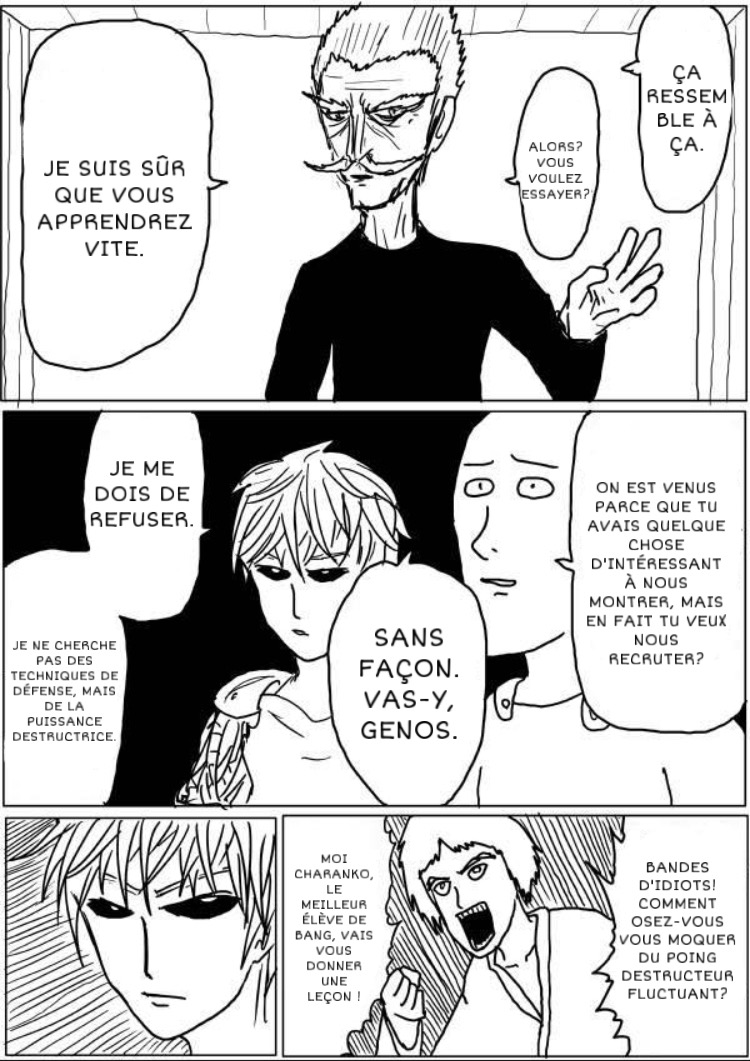 ÇA
RESSEM
BLE À
ÇA.
ALORS?
VOUS
VOULEZ
ESSAYER?
JE SUIS SÛR
QUE VOUS
APPRENDREZ
VITE.
ON EST VENUS
PARCE QUE TU
AVAIS QUELQUE
CHOSE
D'INTÉRESSANT
À NOUS
MONTRER, MAIS
EN FAIT TU VEUX
NOUS
RECRUTER?
SANS
FAÇON.
VAS-Y,
GENOS.
JE ME
DOIS DE
REFUSER.
JE NE CHERCHE
PAS DES
TECHNIQUES DE
DÉFENSE, MAIS
DE LA
PUISSANCE
DESTRUCTRICE.
BANDES
D'IDIOTS!
COMMENT
OSEZ-VOUS
VOUS MOQUER
DU POING
DESTRUCTEUR
FLUCTUANT?
MOI
CHARANKO,
LE
MEILLEUR
ÉLÈVE DE
BANG, VAIS
VOUS
DONNER
UNE
LEÇON !